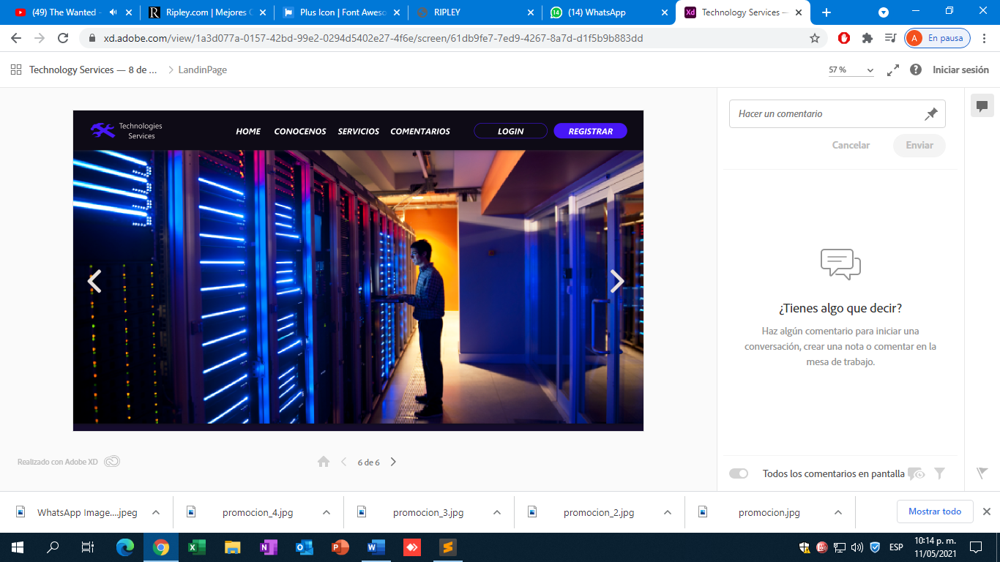 (49) The Wanted -
Ripley.com | Mejores
Plus Icon | Font Aweso
RIPLEY
14
(14) WhatsApp
Xd
Technology Services —
xd.adobe.com/view/1a3d077a-0157-42bd-99e2-0294d5402e27-4f6e/screen/61db9fe7-7ed9-4267-8a7d-d1f5b9b883dd
A
En pausa
Technology Services — 8 de ...
LandinPage
57 %
Iniciar sesión
Technologies
Services
HOME
CONOCENOS
SERVICIOS
COMENTARIOS
LOGIN
REGISTRAR
Hacer un comentario
Cancelar
Enviar
¿Tienes algo que decir?
Haz algún comentario para iniciar una
conversación, crear una nota o comentar en la
mesa de trabajo.
Realizado con Adobe XD
6 de 6
Todos los comentarios en pantalla
WhatsApp Image....jpeg
promocion_4.jpg
promocion_3.jpg
promocion_2.jpg
promocion.jpg
Mostrar todo
ESP
10:14 p. m.
11/05/2021